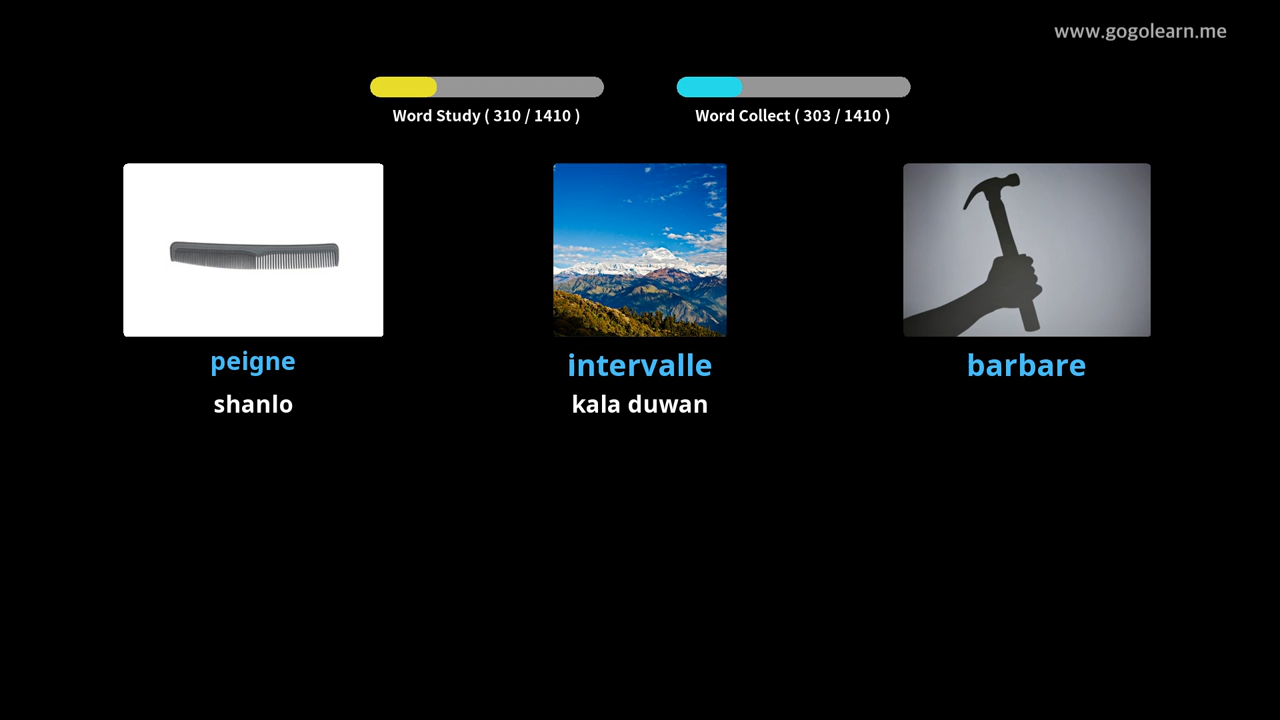 www.gogolearn.me
Word Study ( 310 / 1410 )
Word Collect ( 303 / 1410 )
peigne
intervalle
barbare
shanlo
kala duwan